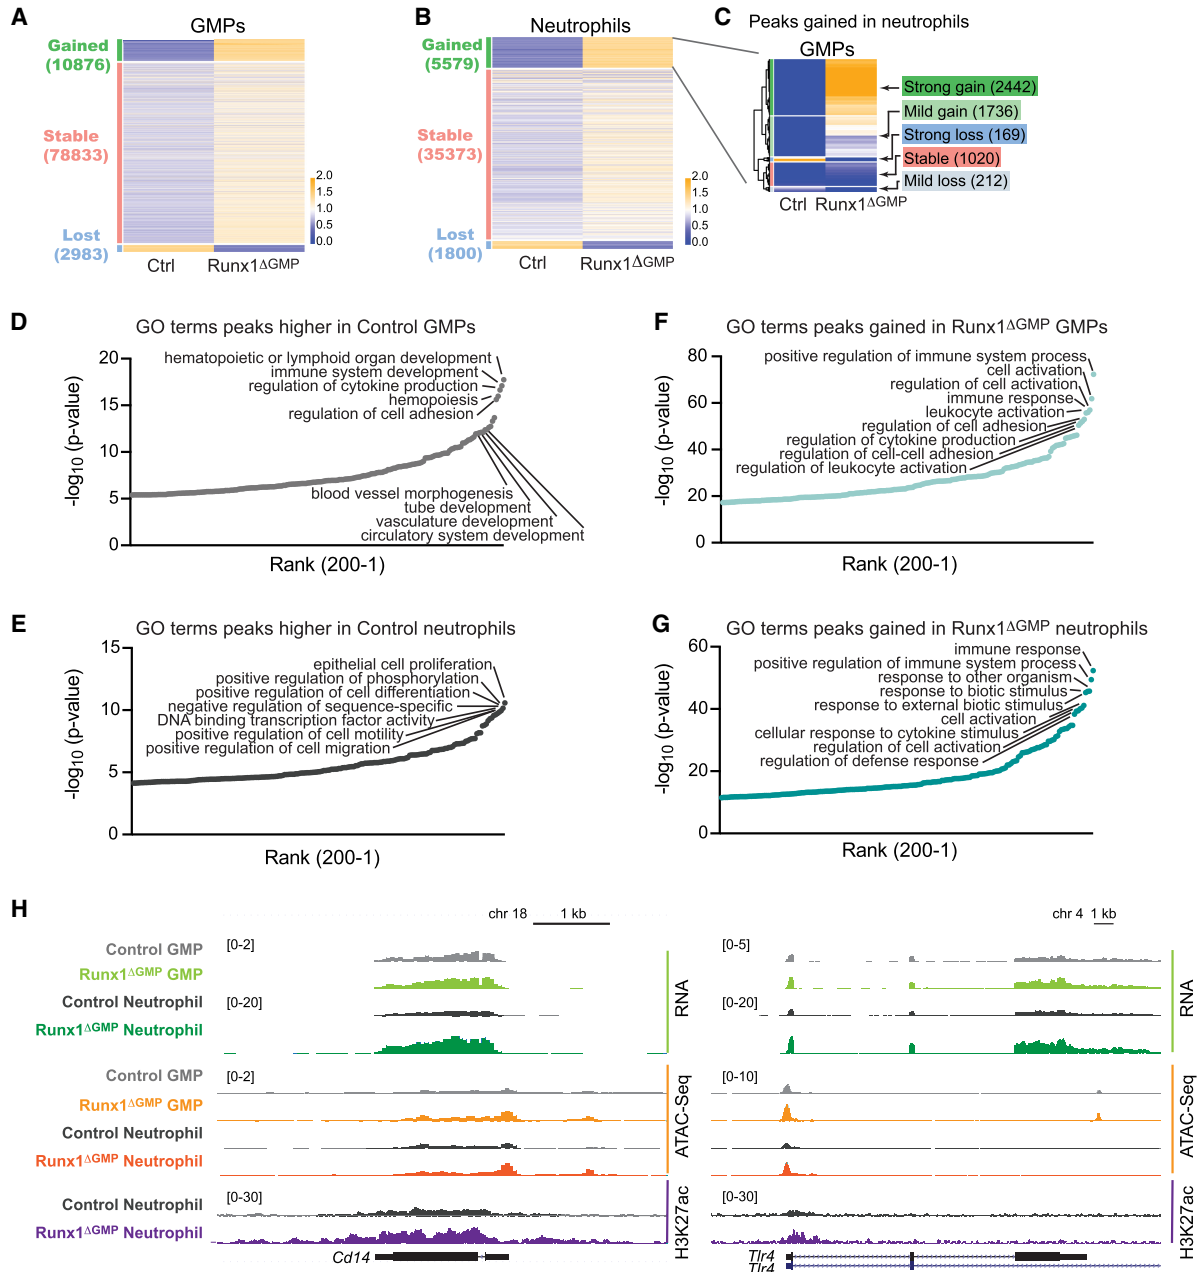 A
GMPs
Gained
(10876)
Stable
(78833)
Lost
(2983)
2.0
1.5
1.0
0.5
0.0
Ctrl
Runx1ΔGMP
B
Neutrophils
Gained
(5579)
Stable
(35373)
Lost
(1800)
2.0
1.5
1.0
0.5
0.0
Ctrl
Runx1ΔGMP
C
Peaks gained in neutrophils
GMPs
Strong gain (2442)
Mild gain (1736)
Strong loss (169)
Stable (1020)
Mild loss (212)
Ctrl
Runx1ΔGMP
D
GO terms peaks higher in Control GMPs
-log10 (p-value)
20
15
10
5
0
hematopoietic or lymphoid organ development
immune system development
regulation of cytokine production
hemopoiesis
regulation of cell adhesion
blood vessel morphogenesis
tube development
vasculature development
circulatory system development
Rank (200-1)
F
GO terms peaks gained in Runx1ΔGMP GMPs
-log10 (p-value)
80
60
40
20
0
positive regulation of immune system process
cell activation
regulation of cell activation
immune response
leukocyte activation
regulation of cell adhesion
regulation of cytokine production
regulation of cell-cell adhesion
regulation of leukocyte activation
Rank (200-1)
E
GO terms peaks higher in Control neutrophils
-log10 (p-value)
15
10
5
0
epithelial cell proliferation
positive regulation of phosphorylation
positive regulation of cell differentiation
negative regulation of sequence-specific
DNA binding transcription factor activity
positive regulation of cell motility
positive regulation of cell migration
Rank (200-1)
G
GO terms peaks gained in Runx1ΔGMP neutrophils
-log10 (p-value)
60
40
20
0
immune response
positive regulation of immune system process
response to other organism
response to biotic stimulus
response to external biotic stimulus
cell activation
cellular response to cytokine stimulus
regulation of cell activation
regulation of defense response
Rank (200-1)
H
chr 18
1 kb
chr 4
1 kb
Control GMP
[0-2]
[0-5]
Runx1ΔGMP GMP
Control Neutrophil
[0-20]
[0-20]
Runx1ΔGMP Neutrophil
RNA
RNA
Control GMP
[0-2]
[0-10]
Runx1ΔGMP GMP
Control Neutrophil
Runx1ΔGMP Neutrophil
ATAC-Seq
ATAC-Seq
Control Neutrophil
[0-30]
[0-30]
Runx1ΔGMP Neutrophil
H3K27ac
H3K27ac
Cd14
Tlr4
Tlr4